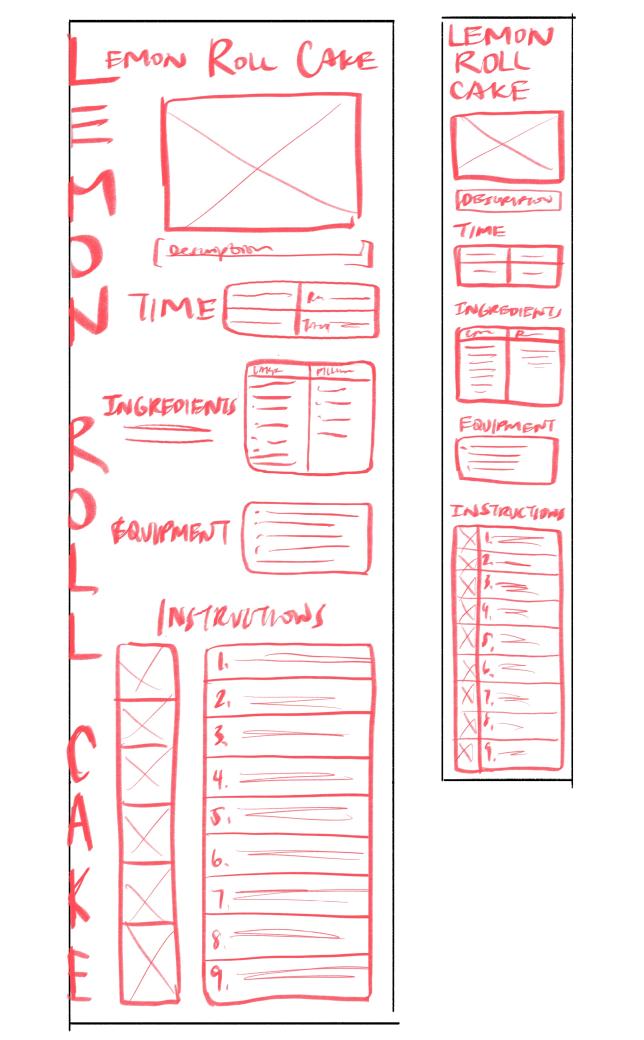 LEMON ROLL CAKE
LEMON ROLL CAKE
Description
TIME
INGREDIENTS
EQUIPMENT
INSTRUCTIONS
1.
2.
3.
4.
5.
6.
7.
8.
9.
LEMON
ROLL
CAKE
DESCRIPTION
TIME
INGREDIENTS
EQUIPMENT
INSTRUCTIONS
1.
2.
3.
4.
5.
6.
7.
8.
9.